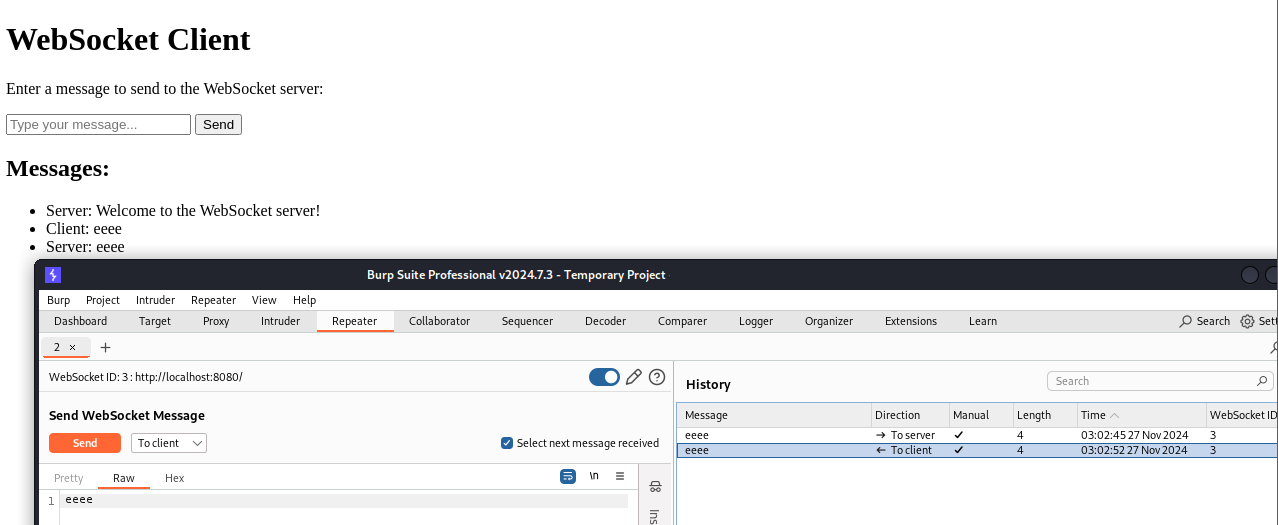 WebSocket Client
Enter a message to send to the WebSocket server:
Type your message... Send
Messages:
• Server: Welcome to the WebSocket server!
• Client: eeee
• Server: eeee
Burp Suite Professional v2024.7.3 - Temporary Project
Burp Project Intruder Repeater View Help
Dashboard Target Proxy Intruder Repeater Collaborator Sequencer Decoder Comparer Logger Organizer Extensions Learn Search Sett
2 × +
WebSocket ID: 3 : http://localhost:8080/
History
Search
Send WebSocket Message
Send To client Select next message received
Message Direction Manual Length Time WebSocket ID
eeee → To server ✓ 4 03:02:45 27 Nov 2024 3
eeee ← To client ✓ 4 03:02:52 27 Nov 2024 3
Pretty Raw Hex \n
1 eeee
Ins